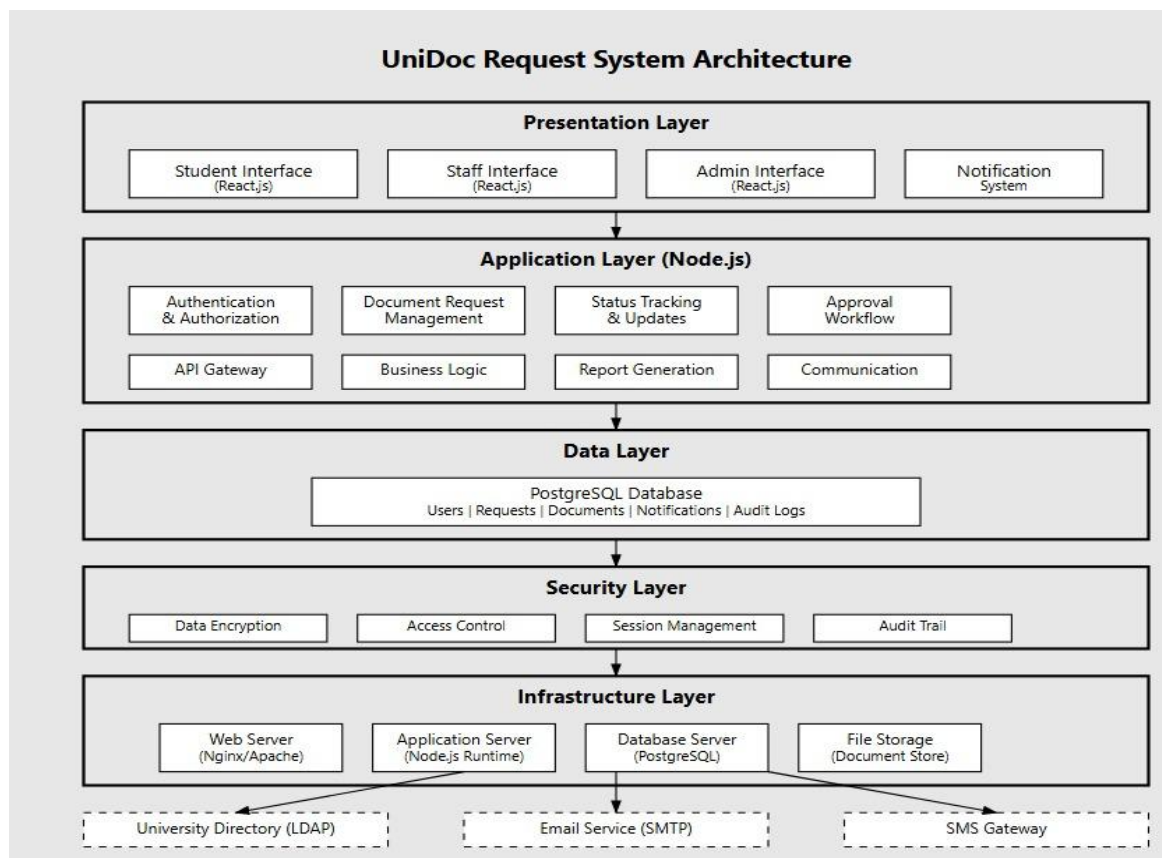 UniDoc Request System Architecture
Presentation Layer
Student Interface
(React.js)
Staff Interface
(React.js)
Admin Interface
(React.js)
Notification
System
Application Layer (Node.js)
Authentication
& Authorization
Document Request
Management
Status Tracking
& Updates
Approval
Workflow
API Gateway
Business Logic
Report Generation
Communication
Data Layer
PostgreSQL Database
Users | Requests | Documents | Notifications | Audit Logs
Security Layer
Data Encryption
Access Control
Session Management
Audit Trail
Infrastructure Layer
Web Server
(Nginx/Apache)
Application Server
(Node.js Runtime)
Database Server
(PostgreSQL)
File Storage
(Document Store)
University Directory (LDAP)
Email Service (SMTP)
SMS Gateway